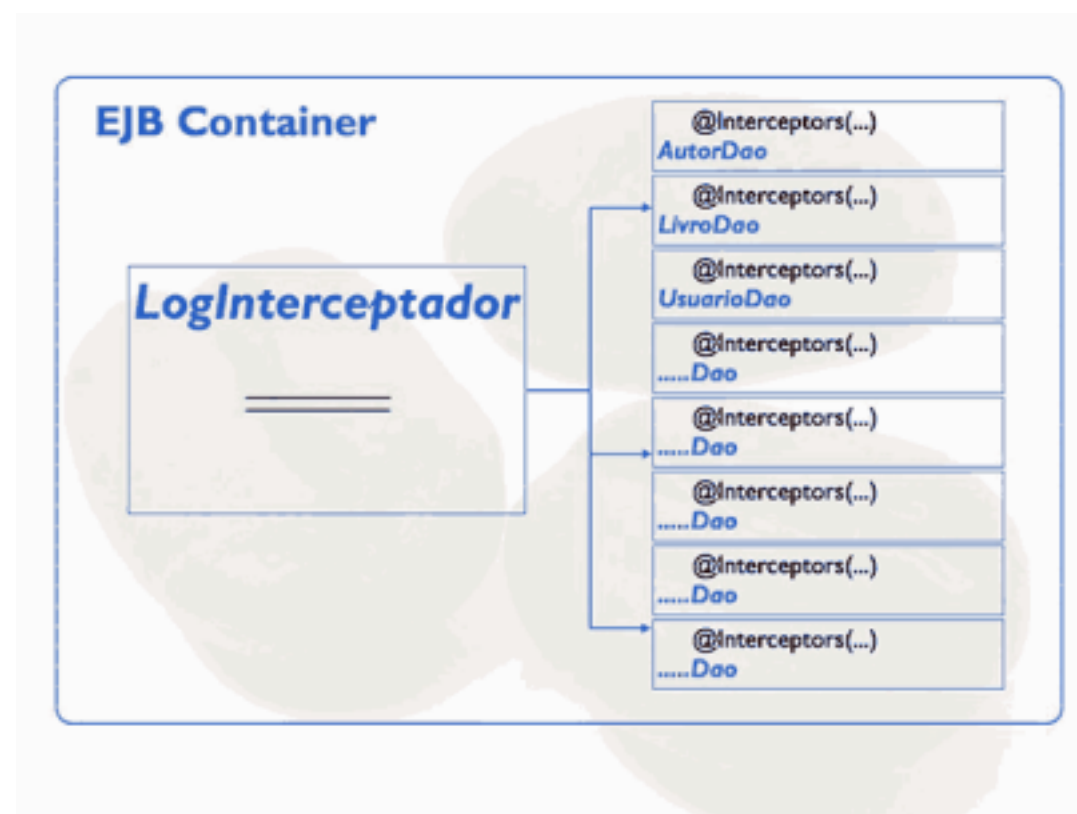 EJB Container
LogInterceptador
@Interceptors(...)
AutorDao
@Interceptors(...)
LivroDao
@Interceptors(...)
UsuarioDao
@Interceptors(...)
.....Dao
@Interceptors(...)
.....Dao
@Interceptors(...)
.....Dao
@Interceptors(...)
.....Dao
@Interceptors(...)
.....Dao